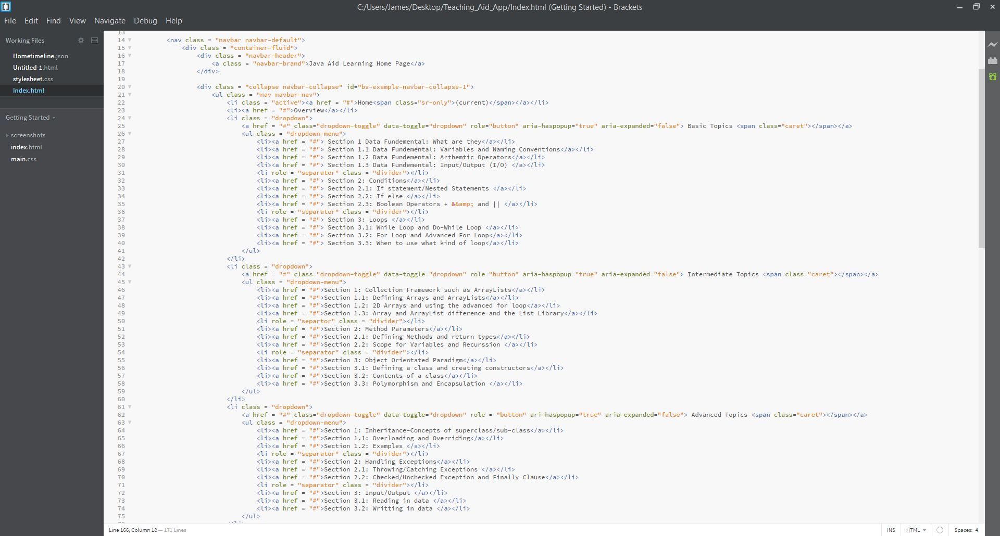 C:/Users/James/Desktop/Teaching_Aid_App/Index.html (Getting Started) - Brackets
File Edit Find View Navigate Debug Help
Working Files
Hometimeline.json
Untitled-1.html
stylesheet.css
Index.html
Getting Started
screenshots
index.html
main.css
13
14 <nav class = "navbar navbar-default">
15 <div class = "container-fluid">
16 <div class = "navbar-header">
17 <a class = "navbar-brand">Java Aid Learning Home Page</a>
18 </div>
19
20 <div class = "collapse navbar-collapse" id="bs-example-navbar-collapse-1">
21 <ul class = "nav navbar-nav">
22 <li class = "active"><a href = "#">Home<span class="sr-only">(current)</span></a></li>
23 <li><a href = "#">Overview</a></li>
24 <li class = "dropdown">
25 <a href = "#" class="dropdown-toggle" data-toggle="dropdown" role="button" aria-haspopup="true" aria-expanded="false"> Basic Topics <span class="caret"></span></a>
26 <ul class = "dropdown-menu">
27 <li><a href = "#"> Section 1 Data Fundemental: What are they</a></li>
28 <li><a href = "#"> Section 1.1 Data Fundemental: Variables and Naming Conventions</a></li>
29 <li><a href = "#"> Section 1.2 Data Fundemental: Arthemtic Operators</a></li>
30 <li><a href = "#"> Section 1.3 Data Fundemental: Input/Output (I/O) </a></li>
31 <li role = "separator" class = "divider"></li>
32 <li><a href = "#"> Section 2: Conditions</a></li>
33 <li><a href = "#"> Section 2.1: If statement/Nested Statements </a></li>
34 <li><a href = "#"> Section 2.2: If else </a></li>
35 <li><a href = "#"> Section 2.3: Boolean Operators + &&amp; and || </a></li>
36 <li role = "separator" class = "divider"></li>
37 <li><a href = "#"> Section 3: Loops </a></li>
38 <li><a href = "#"> Section 3.1: While Loop and Do-While Loop </a></li>
39 <li><a href = "#"> Section 3.2: For Loop and Advanced For Loop</a></li>
40 <li><a href = "#"> Section 3.3: When to use what kind of loop</a></li>
41 </ul>
42 </li>
43 <li class = "dropdown">
44 <a href = "#" class="dropdown-toggle" data-toggle="dropdown" role="button" aria-haspopup="true" aria-expanded="false"> Intermediate Topics <span class="caret"></span></a>
45 <ul class = "dropdown-menu">
46 <li><a href = "#">Section 1: Collection Framework such as ArrayLists</a></li>
47 <li><a href = "#">Section 1.1: Defining Arrays and ArrayLists</a></li>
48 <li><a href = "#">Section 1.2: 2D Arrays and using the advanced for loop</a></li>
49 <li><a href = "#">Section 1.3: Array and ArrayList difference and the List Library</a></li>
50 <li role = "separtor" class = "divider"></li>
51 <li><a href = "#">Section 2: Method Parameters</a></li>
52 <li><a href = "#">Section 2.1: Defining Methods and return types</a></li>
53 <li><a href = "#">Section 2.2: Scope for Variables and Recurssion </a></li>
54 <li role = "separator" class = "divider"></li>
55 <li><a href = "#">Section 3: Object Orientated Paradigm</a></li>
56 <li><a href = "#">Section 3.1: Defining a class and creating constructors</a></li>
57 <li><a href = "#">Section 3.2: Contents of a class</a></li>
58 <li><a href = "#">Section 3.3: Polymorphism and Encapsulation </a></li>
59 </ul>
60 </li>
61 <li class = "dropdown">
62 <a href = "#" class="dropdown-toggle" data-toggle="dropdown" role = "button" ari-haspopup="true" aria-expanded="false"> Advanced Topics <span class="caret"></span></a>
63 <ul class = "dropdown-menu">
64 <li><a href = "#">Section 1: Inheritance-Concepts of superclass/sub-class</a></li>
65 <li><a href = "#">Section 1.1: Overloading and Overriding</a></li>
66 <li><a href = "#">Section 1.2: Examples </a></li>
67 <li role = "separator" class = "divider"></li>
68 <li><a href = "#">Section 2: Handling Exceptions</a></li>
69 <li><a href = "#">Section 2.1: Throwing/Catching Exceptions </a></li>
70 <li><a href = "#">Section 2.2: Checked/Unchecked Exception and Finally Clause</a></li>
71 <li role = "separator" class = "divider"></li>
72 <li><a href = "#">Section 3: Input/Output </a></li>
73 <li><a href = "#">Section 3.1: Reading in data </a></li>
74 <li><a href = "#">Section 3.2: Writting in data </a></li>
75 </ul>
Line 166, Column 18 — 171 Lines
INS HTML Spaces: 4